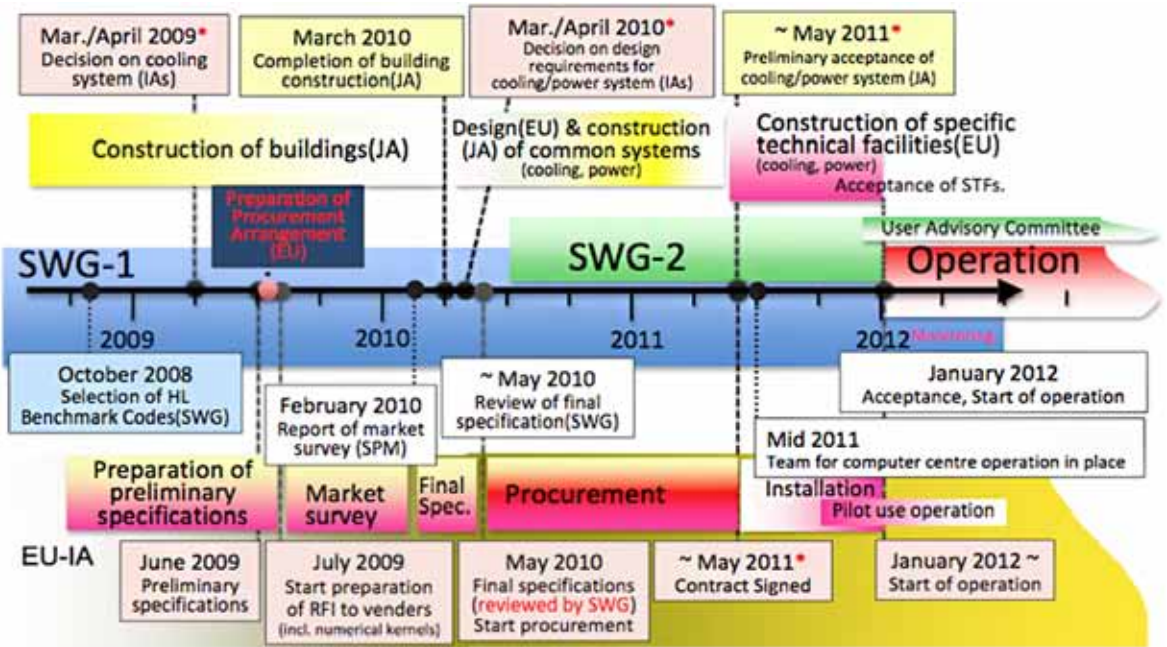 Mar./April 2009*
Decision on cooling
system (IAs)
March 2010
Completion of building
construction(JA)
Mar./April 2010*
Decision on design
requirements for
cooling/power system (IAs)
~ May 2011*
Preliminary acceptance of
cooling/power system (JA)
Construction of buildings(JA)
Design(EU) & construction
(JA) of common systems
(cooling, power)
Construction of specific
technical facilities(EU)
(cooling, power)
Acceptance of STFs.
Preparation of
Procurement
Arrangement
(EU)
User Advisory Committee
SWG-1
SWG-2
Operation
2009
2010
2011
2012
Monitoring
October 2008
Selection of HL
Benchmark Codes(SWG)
February 2010
Report of market
survey (SPM)
~ May 2010
Review of final
specification(SWG)
January 2012
Acceptance, Start of operation
Mid 2011
Team for computer centre operation in place
Preparation of
preliminary
specifications
Market
survey
Final
Spec.
Procurement
Installation
Pilot use operation
EU-IA
June 2009
Preliminary
specifications
July 2009
Start preparation
of RFI to venders
(incl. numerical kernels)
May 2010
Final specifications
(reviewed by SWG)
Start procurement
~ May 2011*
Contract Signed
January 2012 ~
Start of operation